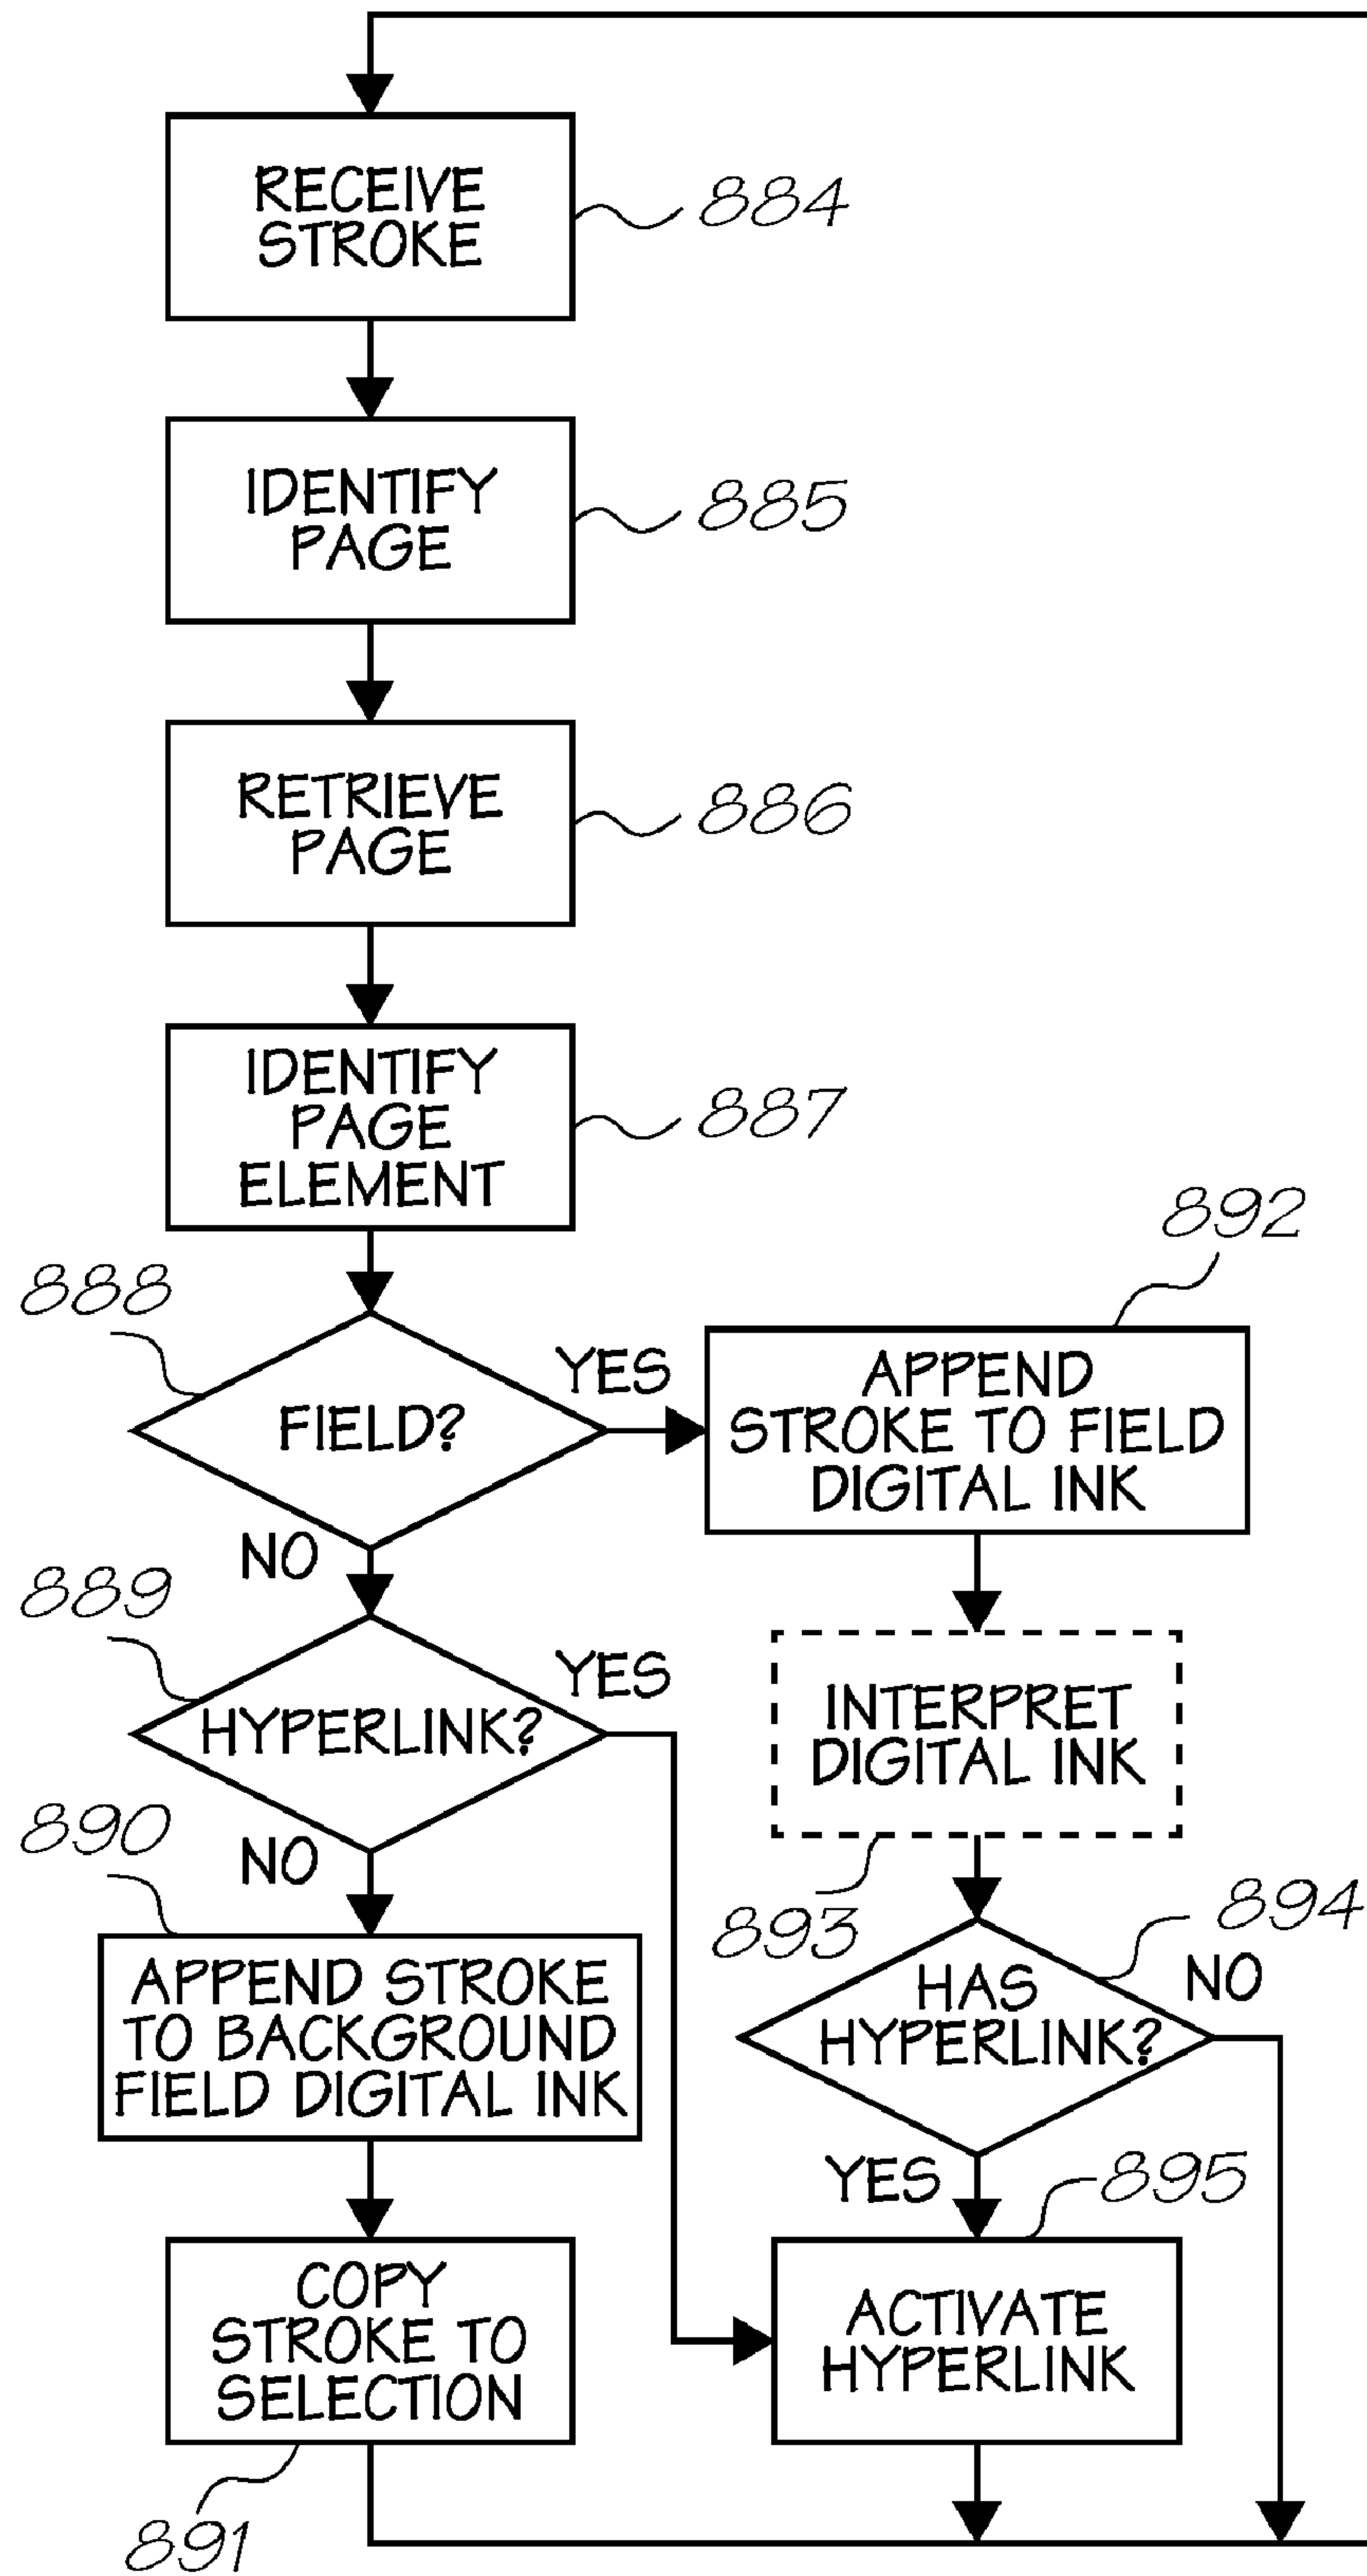 RECEIVE
STROKE
884
IDENTIFY
PAGE
885
RETRIEVE
PAGE
886
IDENTIFY
PAGE
ELEMENT
887
888
FIELD?
YES
NO
892
APPEND
STROKE TO FIELD
DIGITAL INK
889
HYPERLINK?
YES
NO
INTERPRET
DIGITAL INK
893
890
APPEND STROKE
TO BACKGROUND
FIELD DIGITAL INK
894
HAS
HYPERLINK?
NO
YES
895
COPY
STROKE TO
SELECTION
891
ACTIVATE
HYPERLINK